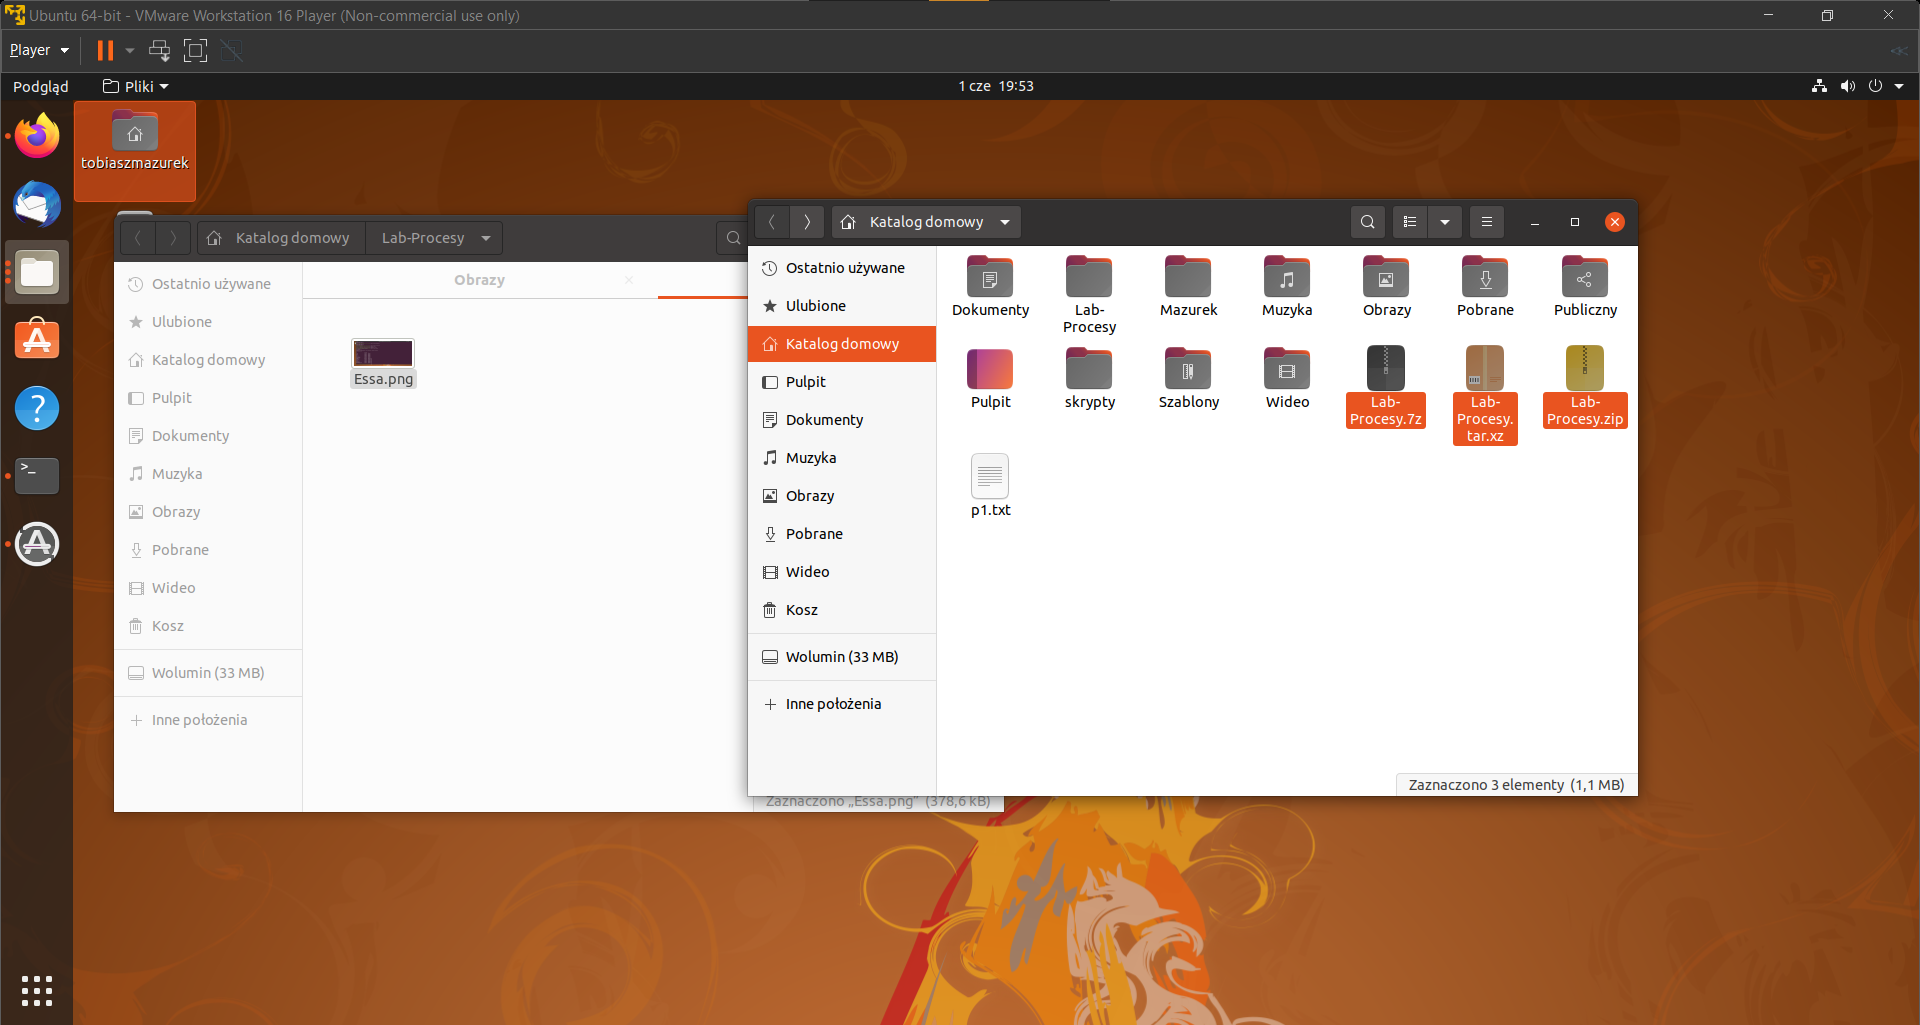 Ubuntu 64-bit - VMware Workstation 16 Player (Non-commercial use only)
Player
Podgląd
Pliki
1 cze 19:53
tobiaszmazurek
Katalog domowy
Lab-Procesy
Ostatnio używane
Ulubione
Katalog domowy
Pulpit
Dokumenty
Muzyka
Obrazy
Pobrane
Wideo
Kosz
Wolumin (33 MB)
Inne położenia
Obrazy
Essa.png
Zaznaczono „Essa.png” (378,6 kB)
Katalog domowy
Ostatnio używane
Ulubione
Katalog domowy
Pulpit
Dokumenty
Muzyka
Obrazy
Pobrane
Wideo
Kosz
Wolumin (33 MB)
Inne położenia
Dokumenty
Lab-
Procesy
Mazurek
Muzyka
Obrazy
Pobrane
Publiczny
Pulpit
skrypty
Szablony
Wideo
Lab-
Procesy.7z
Lab-
Procesy.
tar.xz
Lab-
Procesy.zip
p1.txt
Zaznaczono 3 elementy (1,1 MB)